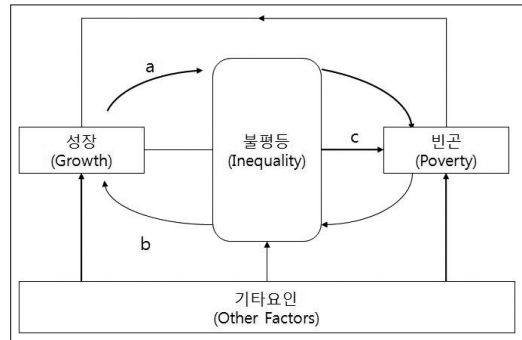 a
성장
(Growth)
불평등
(Inequality)
c
빈곤
(Poverty)
b
기타요인
(Other Factors)